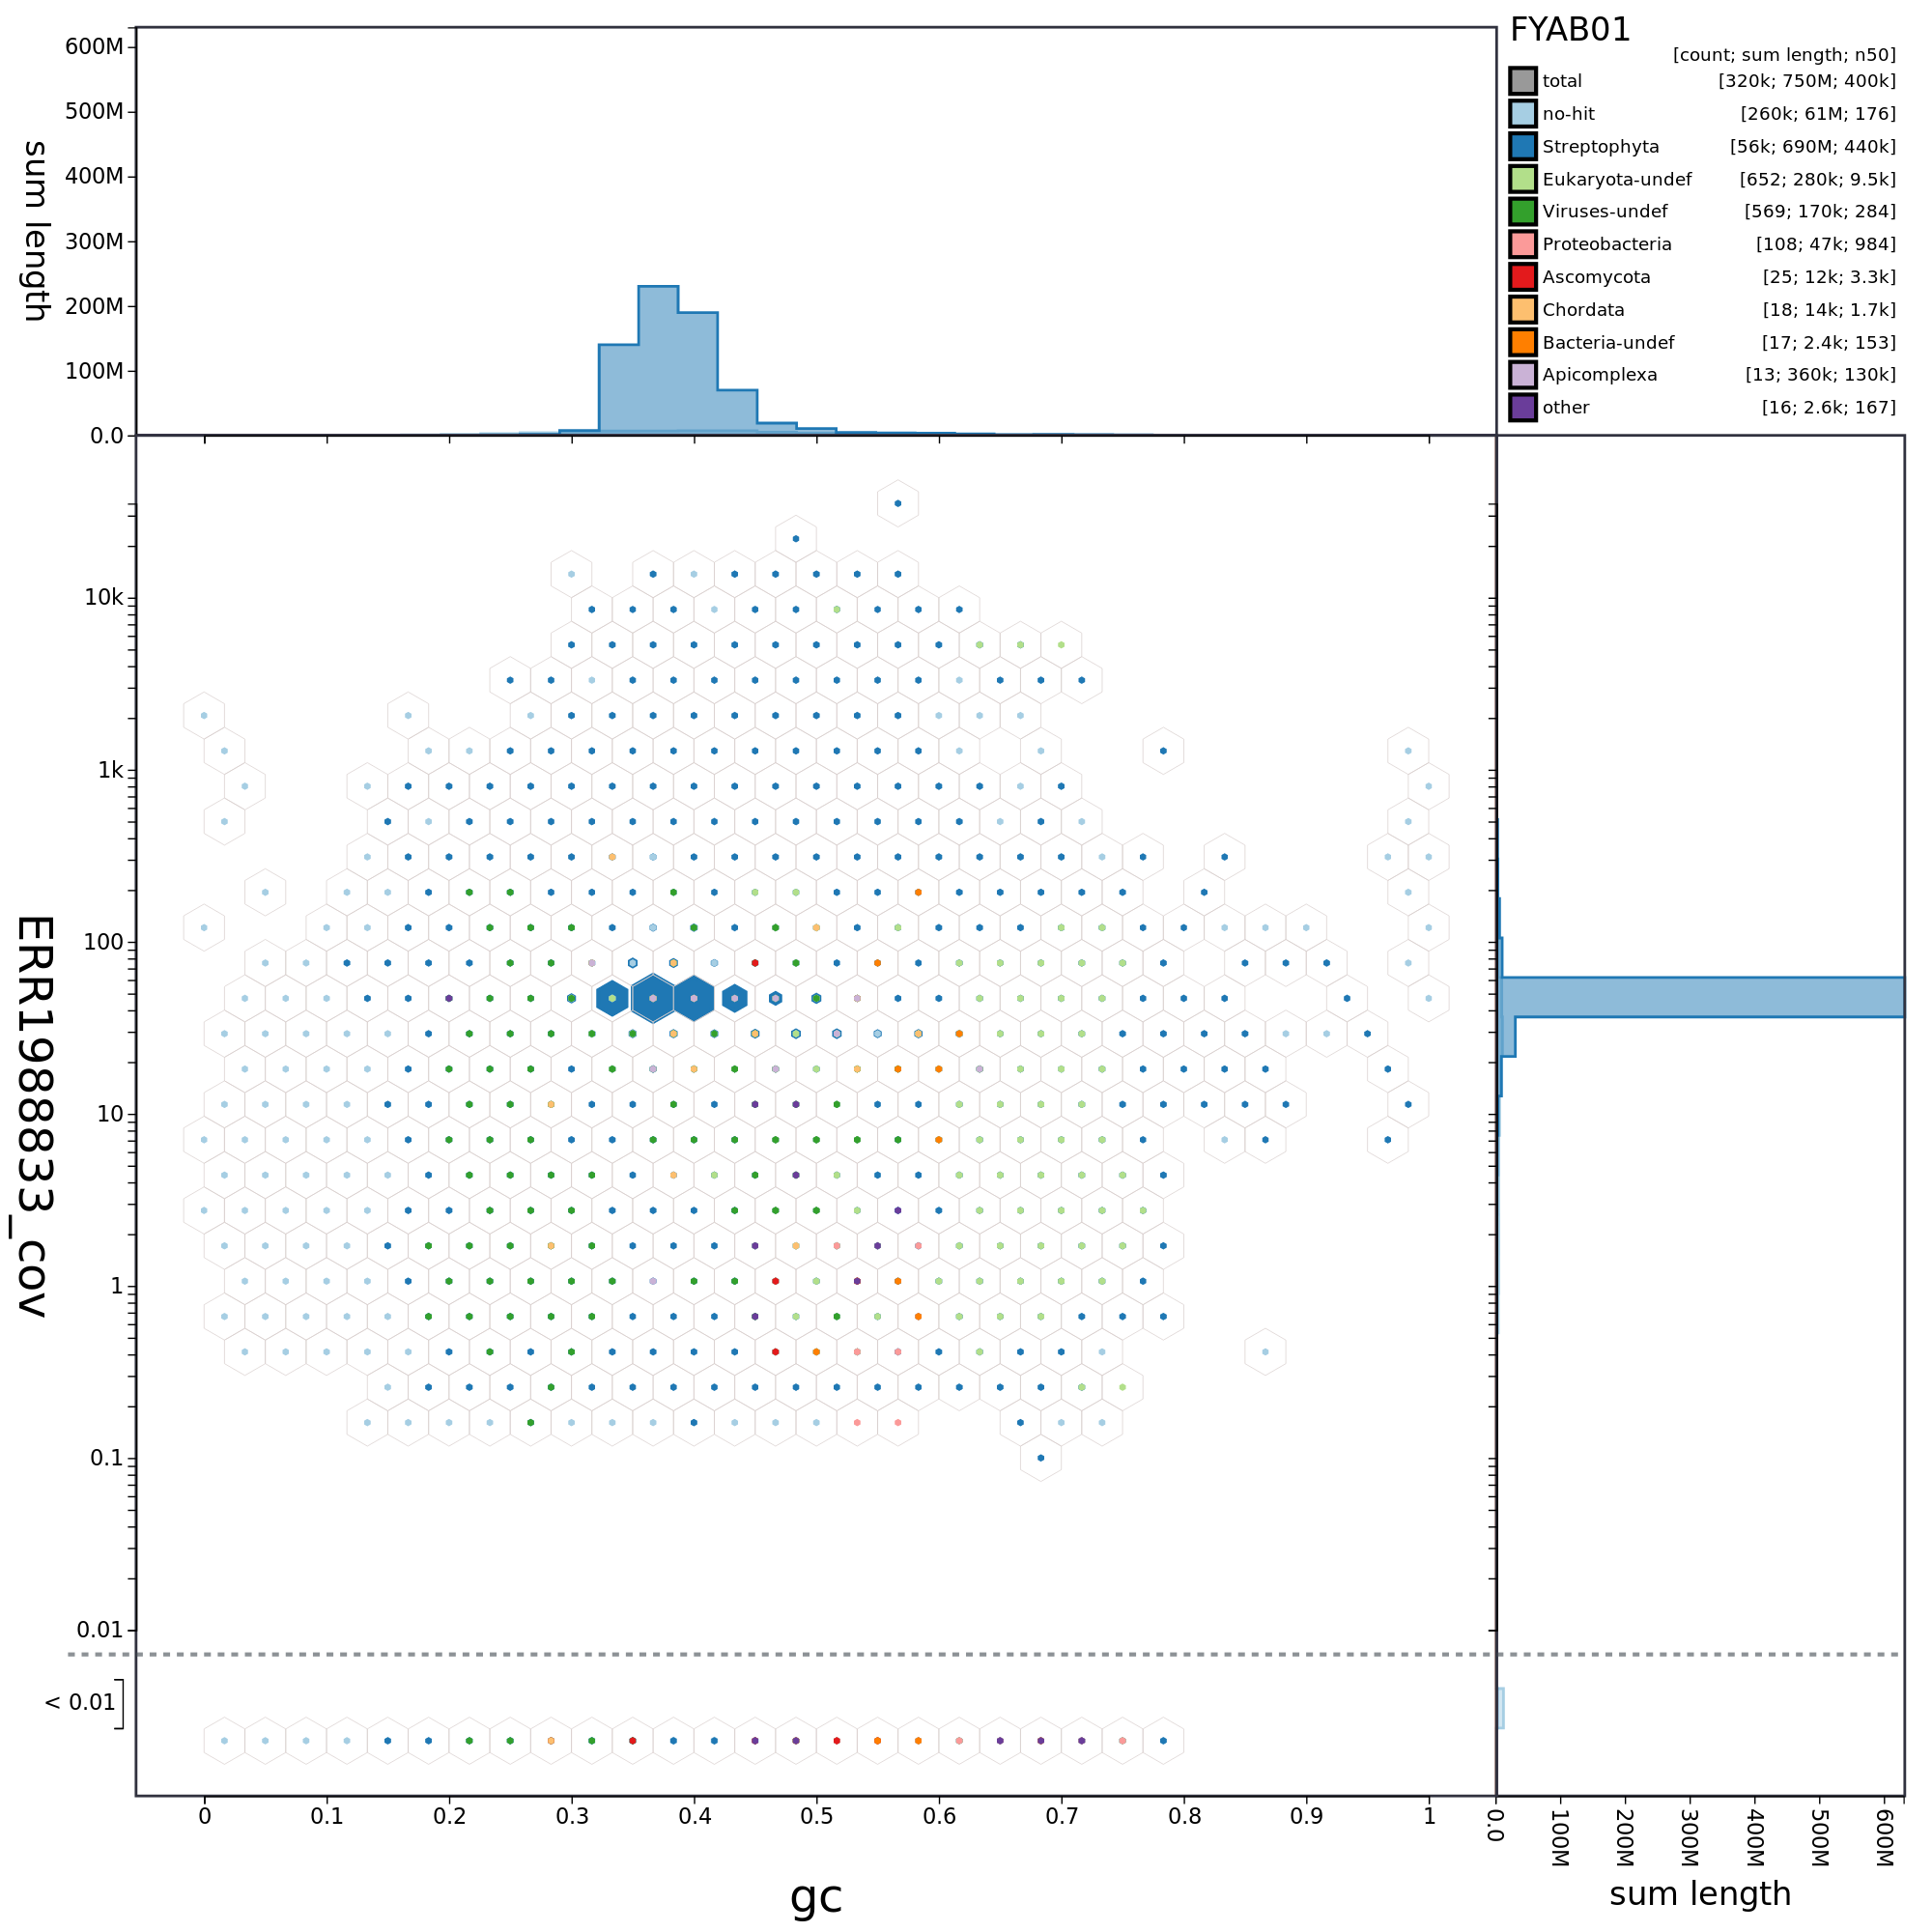 FYAB01
[count; sum length; n50]
total [320k; 750M; 400k]
no-hit [260k; 61M; 176]
Streptophyta [56k; 690M; 440k]
Eukaryota-undef [652; 280k; 9.5k]
Viruses-undef [569; 170k; 284]
Proteobacteria [108; 47k; 984]
Ascomycota [25; 12k; 3.3k]
Chordata [18; 14k; 1.7k]
Bacteria-undef [17; 2.4k; 153]
Apicomplexa [13; 360k; 130k]
other [16; 2.6k; 167]
sum length
600M
500M
400M
300M
200M
100M
0.0
ERR1988833_cov
10k
1k
100
10
1
0.1
0.01
< 0.01
0 0.1 0.2 0.3 0.4 0.5 0.6 0.7 0.8 0.9 1
gc
0.0 100M 200M 300M 400M 500M 600M
sum length